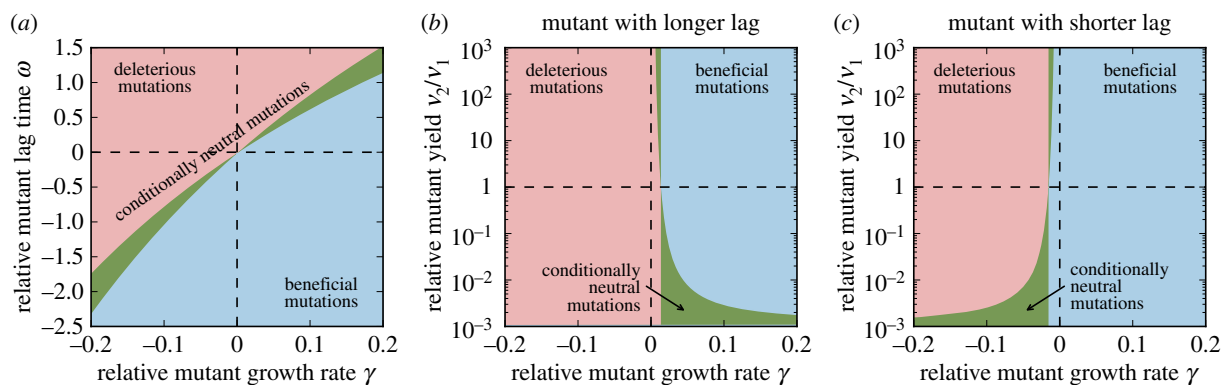 (a)
1.5
1.0
0.5
0
−0.5
−1.0
−1.5
−2.0
−2.5
relative mutant lag time ω
deleterious
mutations
conditionally neutral mutations
beneficial
mutations
−0.2
−0.1
0
0.1
0.2
relative mutant growth rate γ
(b)
mutant with longer lag
10³
10²
10
1
10⁻¹
10⁻²
10⁻³
relative mutant yield ν₂/ν₁
deleterious
mutations
beneficial
mutations
conditionally
neutral
mutations
−0.2
−0.1
0
0.1
0.2
relative mutant growth rate γ
(c)
mutant with shorter lag
10³
10²
10
1
10⁻¹
10⁻²
10⁻³
relative mutant yield ν₂/ν₁
deleterious
mutations
beneficial
mutations
conditionally
neutral
mutations
−0.2
−0.1
0
0.1
0.2
relative mutant growth rate γ